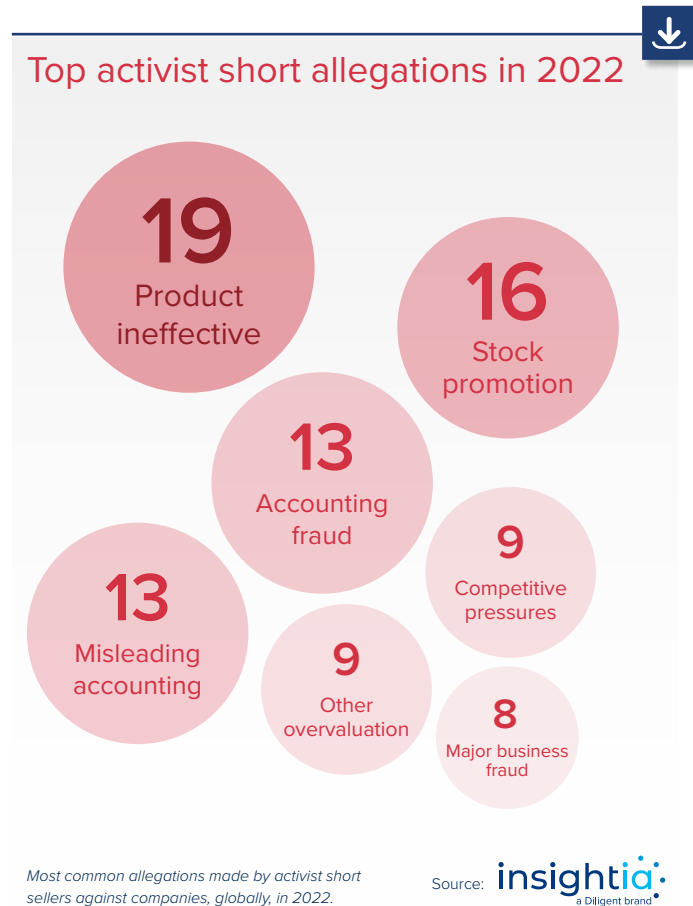 Top activist short allegations in 2022
19
Product
ineffective
16
Stock
promotion
13
Accounting
fraud
9
Competitive
pressures
13
Misleading
accounting
9
Other
overvaluation
8
Major business
fraud
Most common allegations made by activist short
sellers against companies, globally, in 2022.
Source: insightia
a Diligent brand